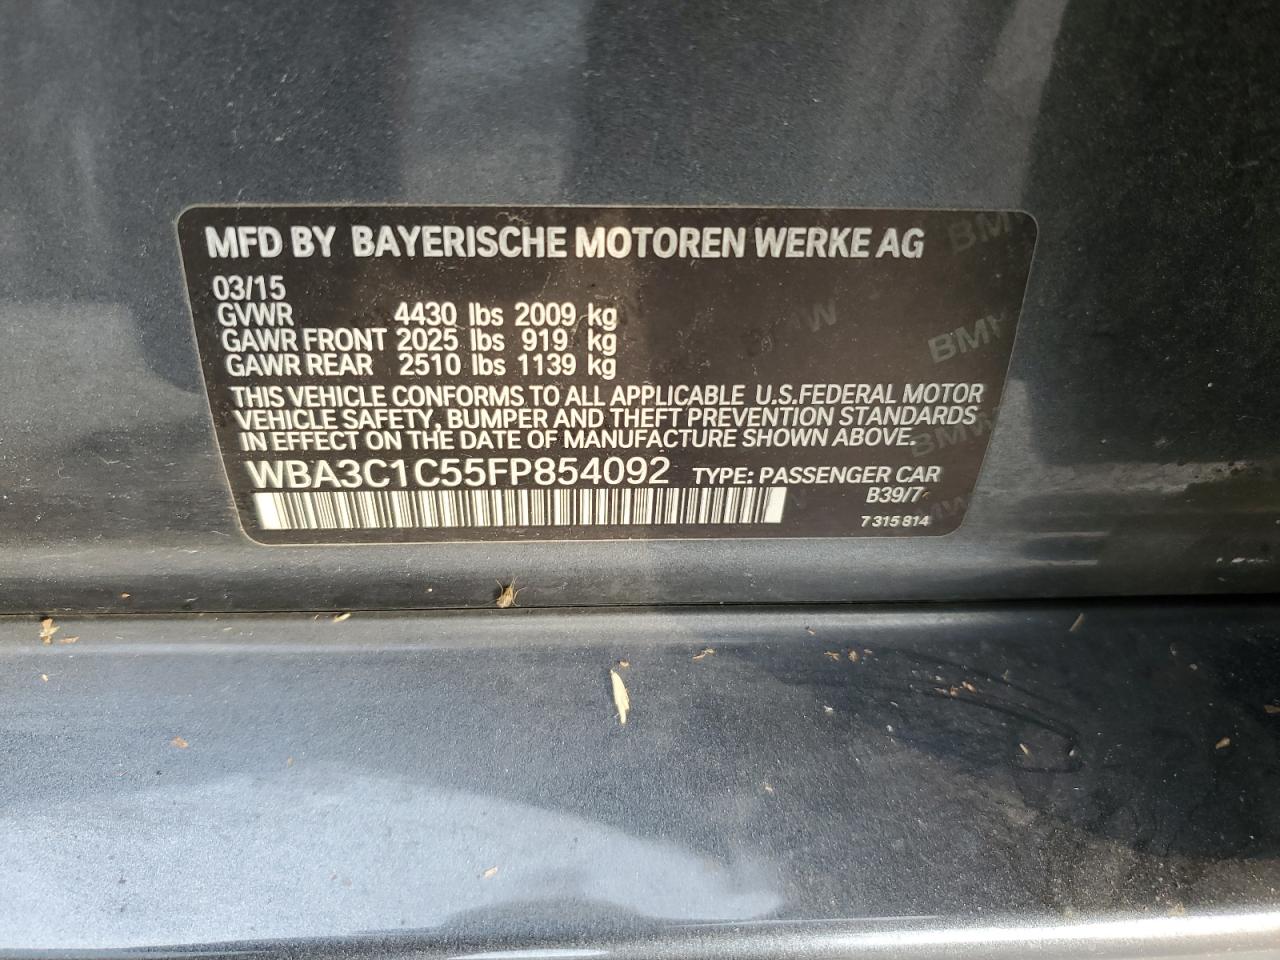 MFD BY BAYERISCHE MOTOREN WERKE AG
03/15
GVWR 4430 lbs 2009 kg
GAWR FRONT 2025 lbs 919 kg
GAWR REAR 2510 lbs 1139 kg
THIS VEHICLE CONFORMS TO ALL APPLICABLE U.S.FEDERAL MOTOR
VEHICLE SAFETY, BUMPER AND THEFT PREVENTION STANDARDS
IN EFFECT ON THE DATE OF MANUFACTURE SHOWN ABOVE.
WBA3C1C55FP854092 TYPE: PASSENGER CAR
B39/7
7 315 814